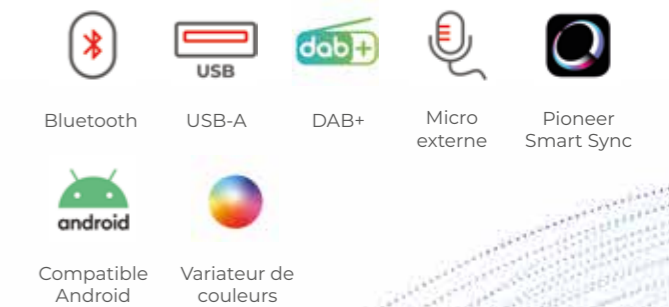 USB
dab+
Bluetooth
USB-A
DAB+
Micro
externe
Pioneer
Smart Sync
android
Compatible
Android
Variateur de
couleurs